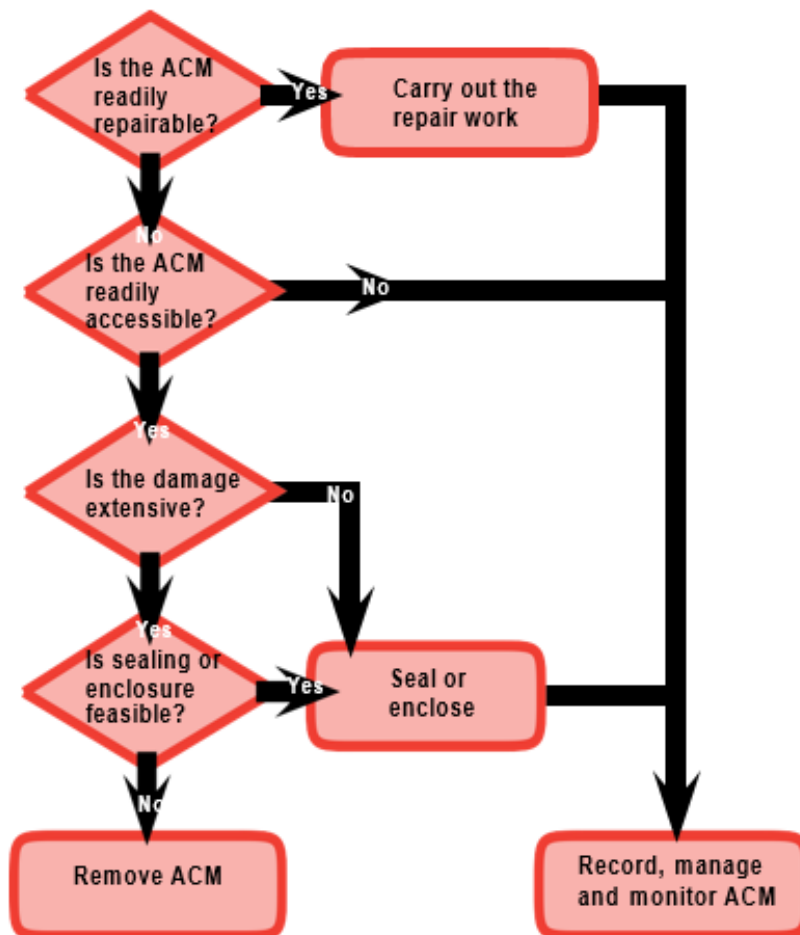 Is the ACM
readily
repairable?
Yes
Carry out the
repair work
No
Is the ACM
readily
accessible?
No
Yes
Is the damage
extensive?
No
Yes
Is sealing or
enclosure
feasible?
Yes
Seal or
enclose
No
Remove ACM
Record, manage
and monitor ACM